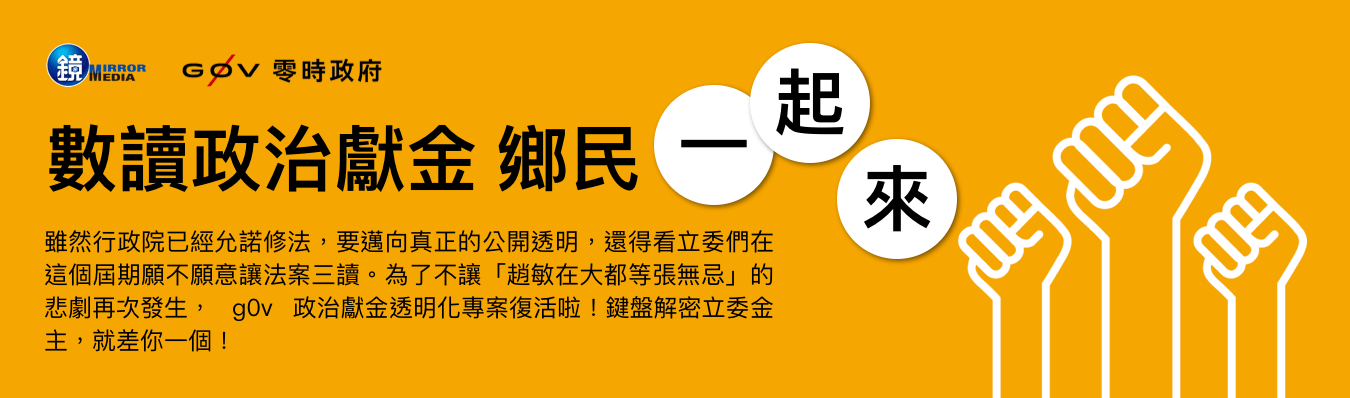 鏡 MIRROR MEDIA g0v 零時政府
數讀政治獻金 鄉民一起來
雖然行政院已經允諾修法，要邁向真正的公開透明，還得看立委們在
這個屆期願不願意讓法案三讀。為了不讓「趙敏在大都等張無忌」的
悲劇再次發生， g0v 政治獻金透明化專案復活啦！鍵盤解密立委金
主，就差你一個！